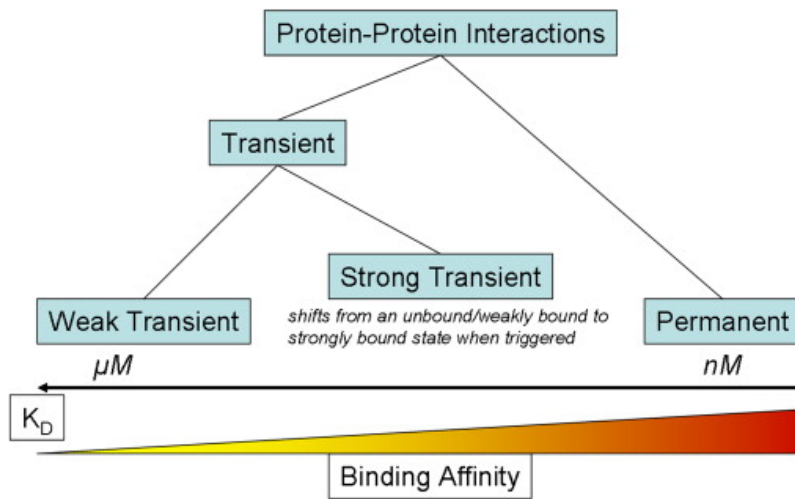 Protein-Protein Interactions
Transient
Strong Transient
shifts from an unbound/weakly bound to
strongly bound state when triggered
Weak Transient
Permanent
µM
nM
K_D
Binding Affinity